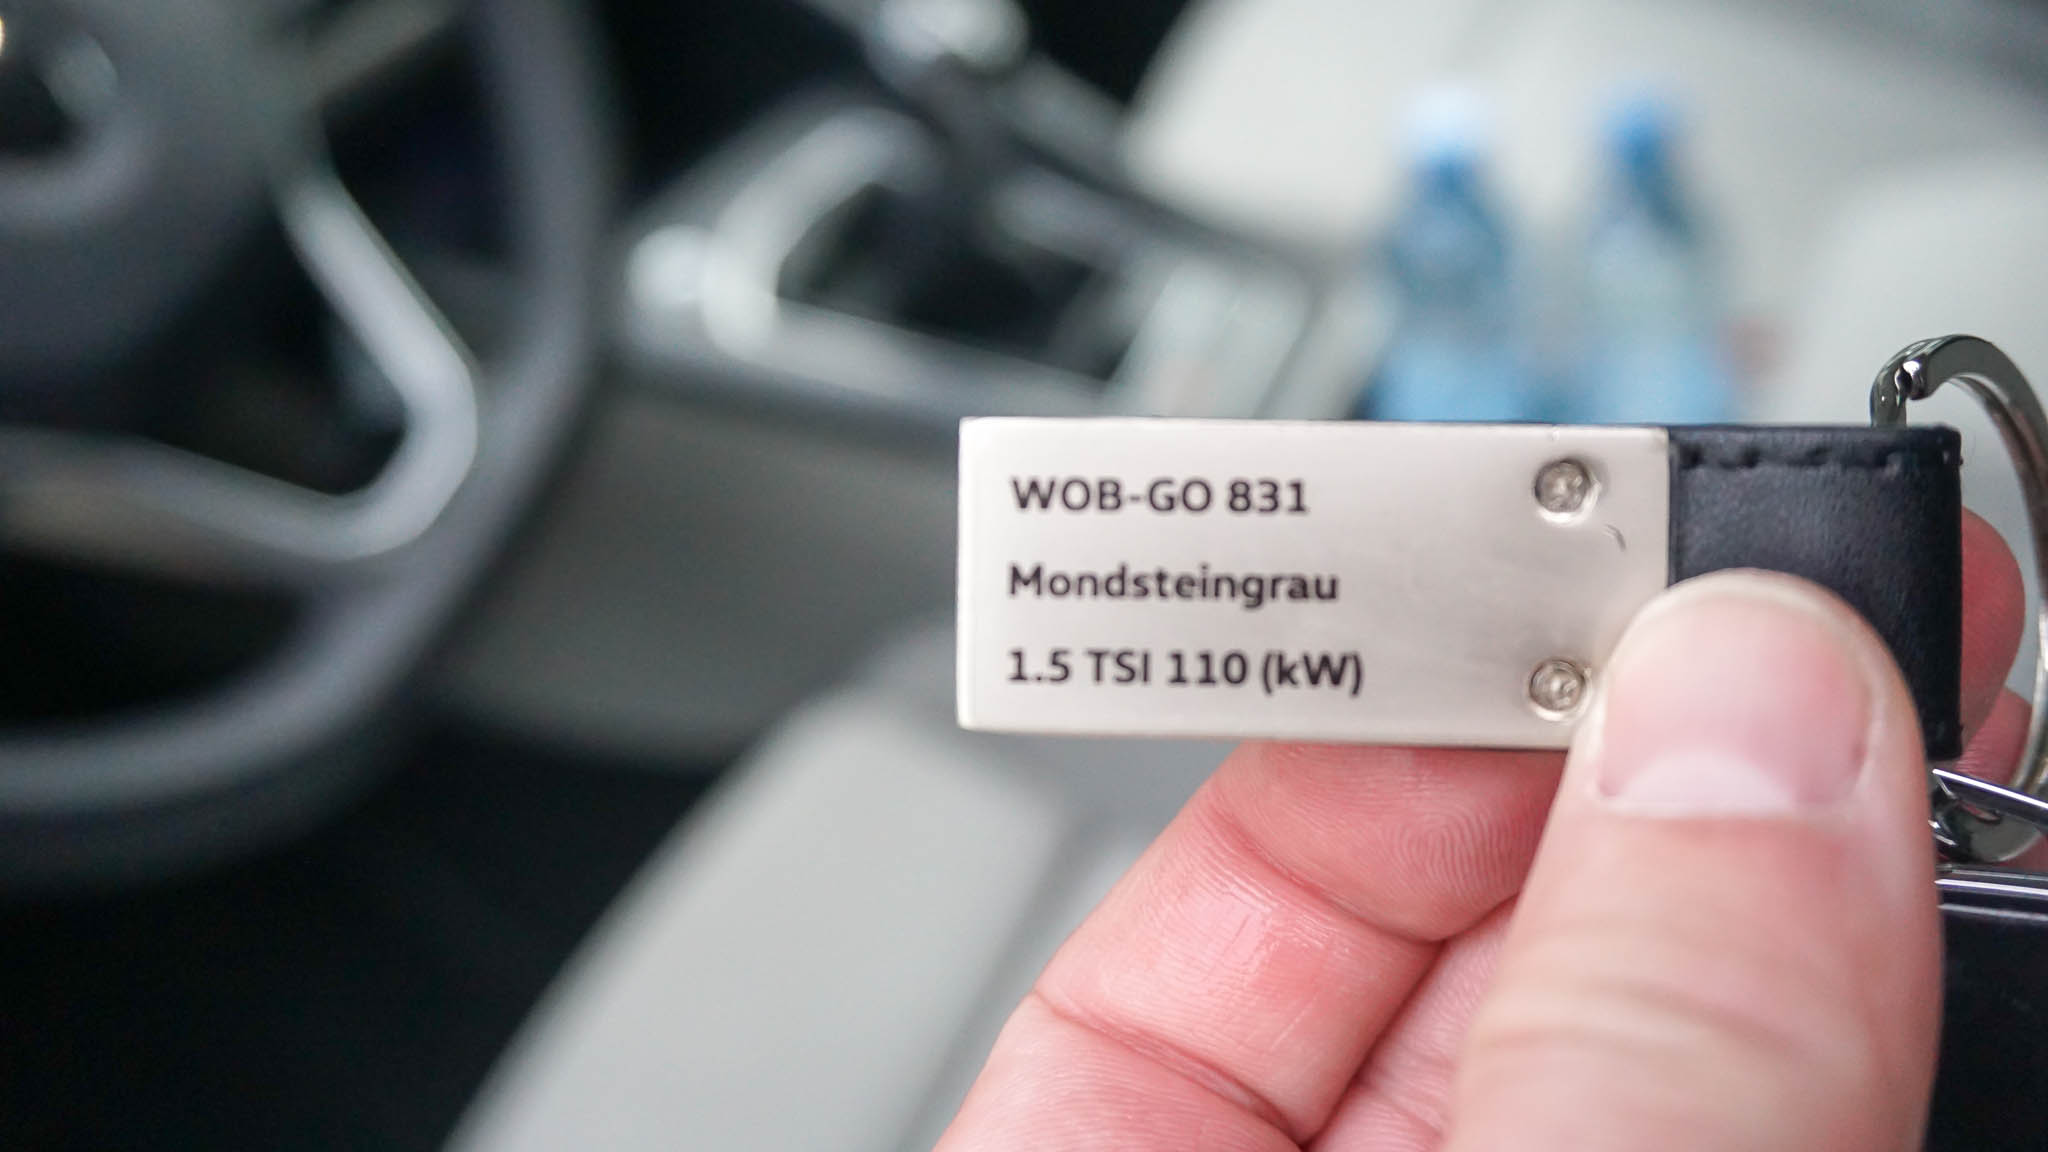 WOB-GO 831
Mondsteingrau
1.5 TSI 110 (kW)